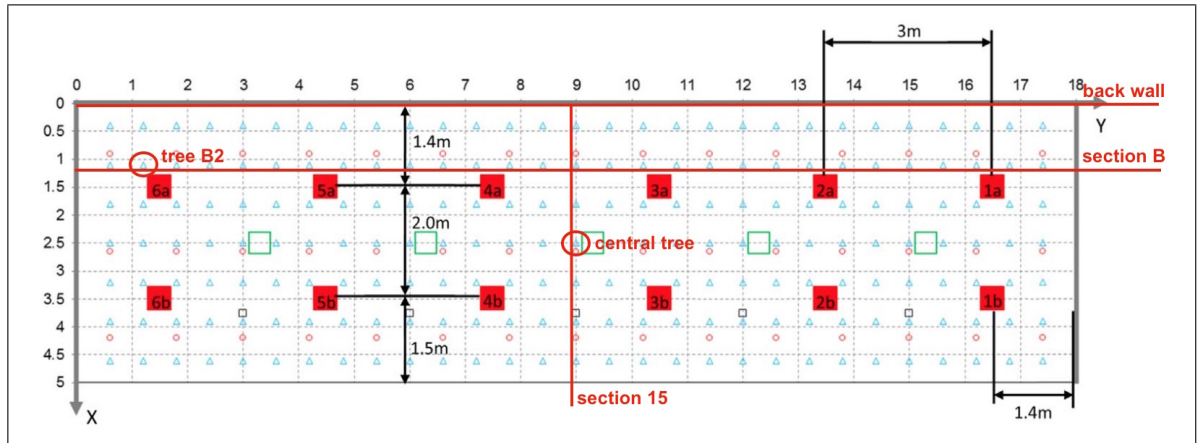 3m
0 1 2 3 4 5 6 7 8 9 10 11 12 13 14 15 16 17 18
back wall
0
Y
0.5
1.4m
tree B2
1
section B
1.5
6a 5a 4a 3a 2a 1a
2
2.0m
2.5
central tree
3
3.5
6b 5b 4b 3b 2b 1b
4
4.5
1.5m
5
section 15
X
1.4m